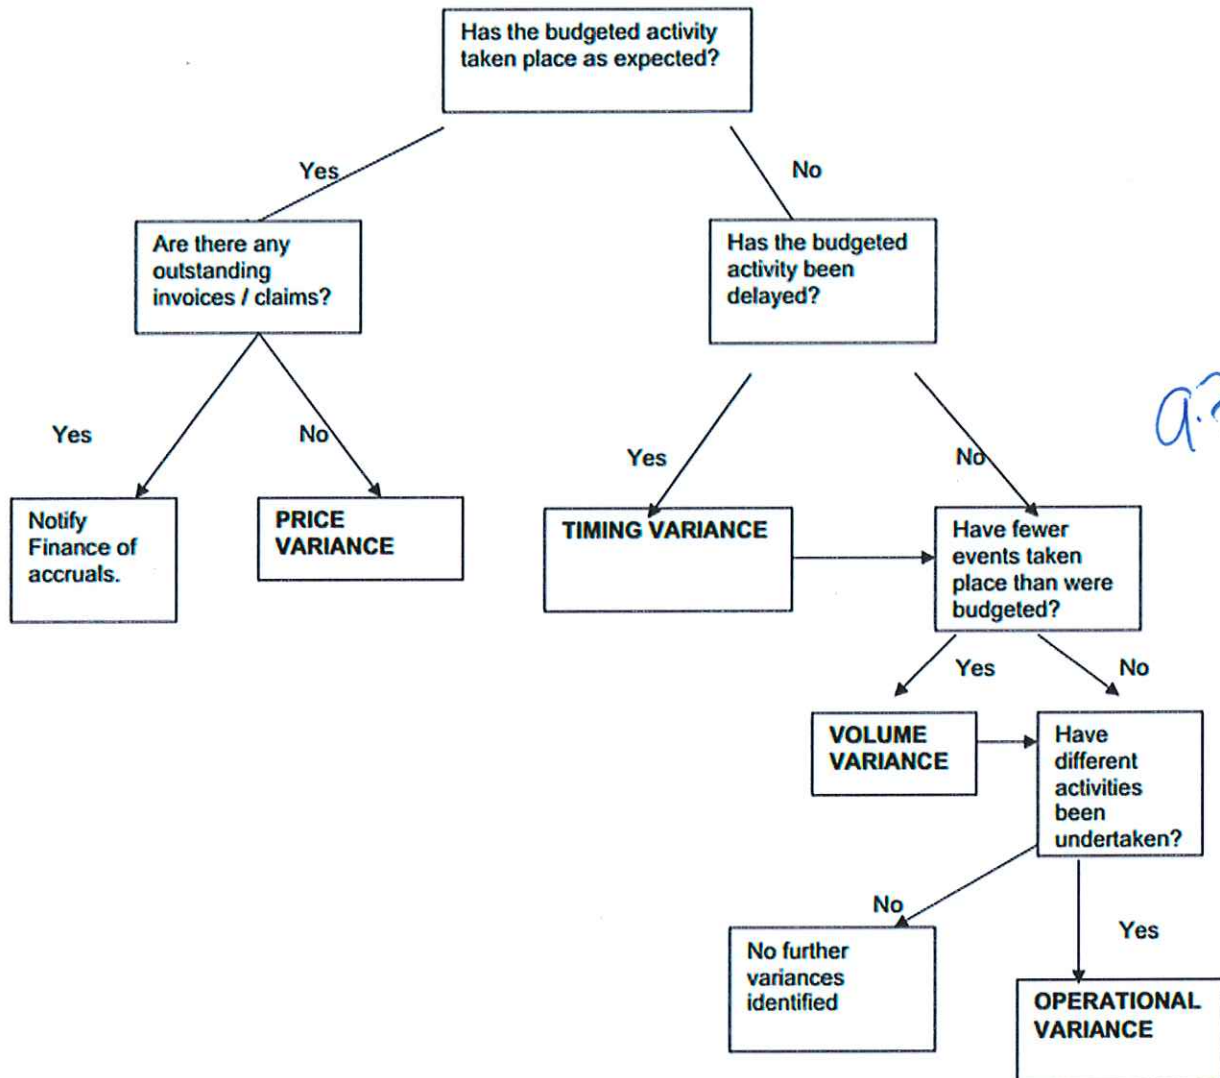 Has the budgeted activity
taken place as expected?
Yes
No
Are there any
outstanding
invoices / claims?
Has the budgeted
activity been
delayed?
Yes
No
Yes
No
Notify
Finance of
accruals.
PRICE
VARIANCE
TIMING VARIANCE
Have fewer
events taken
place than were
budgeted?
Yes
No
VOLUME
VARIANCE
Have
different
activities
been
undertaken?
No
Yes
No further
variances
identified
OPERATIONAL
VARIANCE